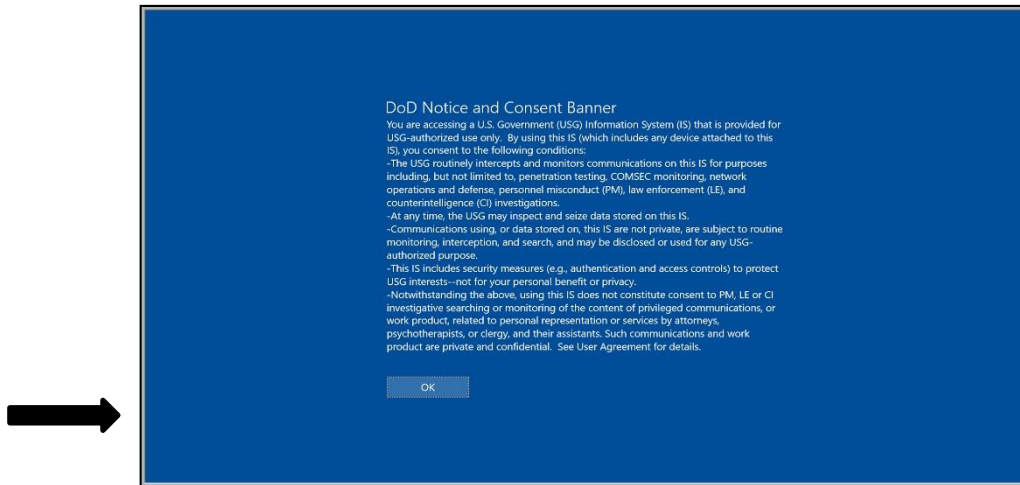 DoD Notice and Consent Banner
You are accessing a U.S. Government (USG) Information System (IS) that is provided for
USG-authorized use only.  By using this IS (which includes any device attached to this
IS), you consent to the following conditions:
-The USG routinely intercepts and monitors communications on this IS for purposes
including, but not limited to, penetration testing, COMSEC monitoring, network
operations and defense, personnel misconduct (PM), law enforcement (LE), and
counterintelligence (CI) investigations.
-At any time, the USG may inspect and seize data stored on this IS.
-Communications using, or data stored on, this IS are not private, are subject to routine
monitoring, interception, and search, and may be disclosed or used for any USG-
authorized purpose.
-This IS includes security measures (e.g., authentication and access controls) to protect
USG interests--not for your personal benefit or privacy.
-Notwithstanding the above, using this IS does not constitute consent to PM, LE or CI
investigative searching or monitoring of the content of privileged communications, or
work product, related to personal representation or services by attorneys,
psychotherapists, or clergy, and their assistants. Such communications and work
product are private and confidential.  See User Agreement for details.
OK